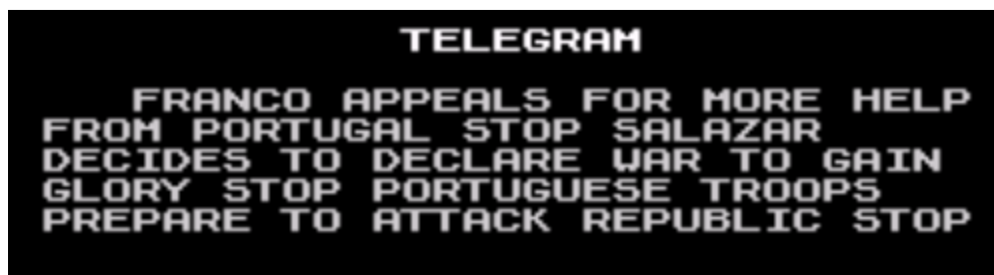 TELEGRAM
FRANCO APPEALS FOR MORE HELP
FROM PORTUGAL STOP SALAZAR
DECIDES TO DECLARE WAR TO GAIN
GLORY STOP PORTUGUESE TROOPS
PREPARE TO ATTACK REPUBLIC STOP